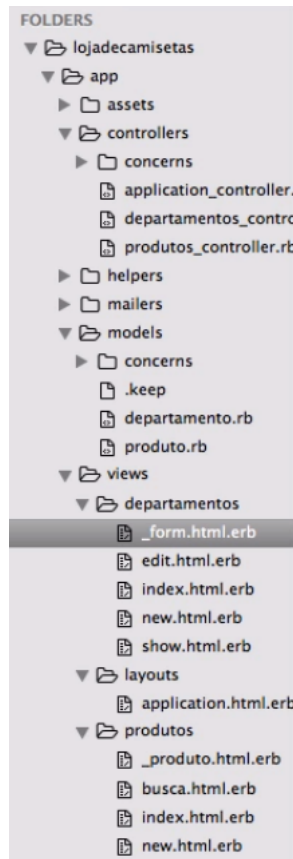 FOLDERS
lojadecamisetas
app
assets
controllers
concerns
application_controller.
departamentos_contro
produtos_controller.rb
helpers
mailers
models
concerns
.keep
departamento.rb
produto.rb
views
departamentos
_form.html.erb
edit.html.erb
index.html.erb
new.html.erb
show.html.erb
layouts
application.html.erb
produtos
_produto.html.erb
busca.html.erb
index.html.erb
new.html.erb